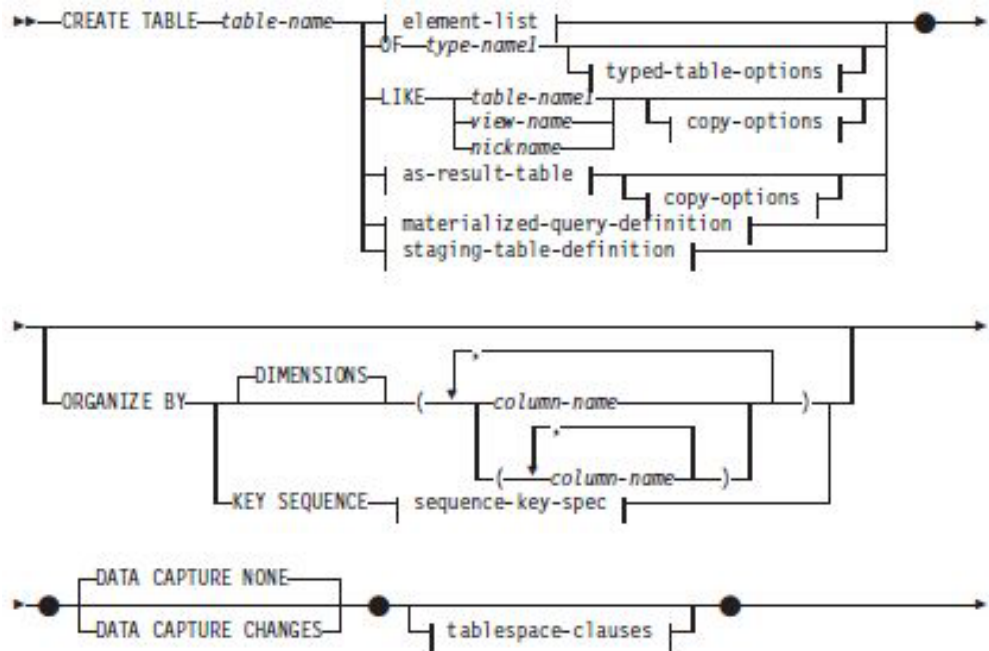 CREATE TABLE table-name element-list
OF type-name1
typed-table-options
LIKE table-name1
view-name copy-options
nickname
as-result-table
copy-options
materialized-query-definition
staging-table-definition
,
DIMENSIONS
ORGANIZE BY ( column-name )
,
( column-name )
KEY SEQUENCE sequence-key-spec
DATA CAPTURE NONE
DATA CAPTURE CHANGES tablespace-clauses